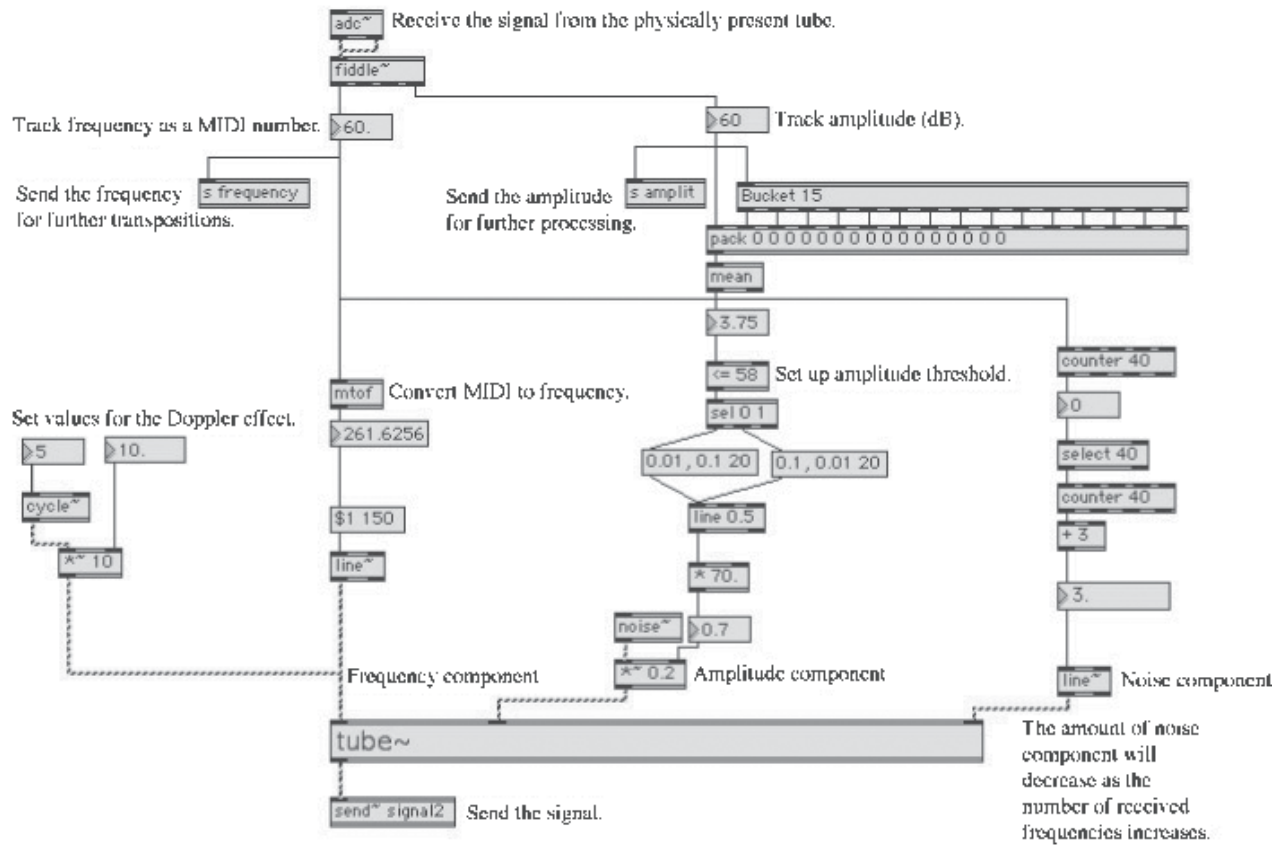 adc~
Receive the signal from the physically present tube.
fiddle~
Track frequency as a MIDI number.
60.
60
Track amplitude (dB).
Send the frequency
for further transpositions.
s frequency
Send the amplitude
for further processing.
s amplit
Bucket 15
pack 0 0 0 0 0 0 0 0 0 0 0 0 0 0 0 0
mean
3.75
counter 40
<= 58
Set up amplitude threshold.
mtof
Convert MIDI to frequency.
sel 0 1
0
Set values for the Doppler effect.
261.6256
5
10.
0.01, 0.1 20
0.1, 0.01 20
select 40
cycle~
counter 40
$1 150
line 0.5
+ 3
*~ 10
line~
* 70.
3.
noise~
0.7
Frequency component
*~ 0.2
Amplitude component
line~
Noise component
tube~
The amount of noise
component will
decrease as the
number of received
frequencies increases.
send~ signal2
Send the signal.